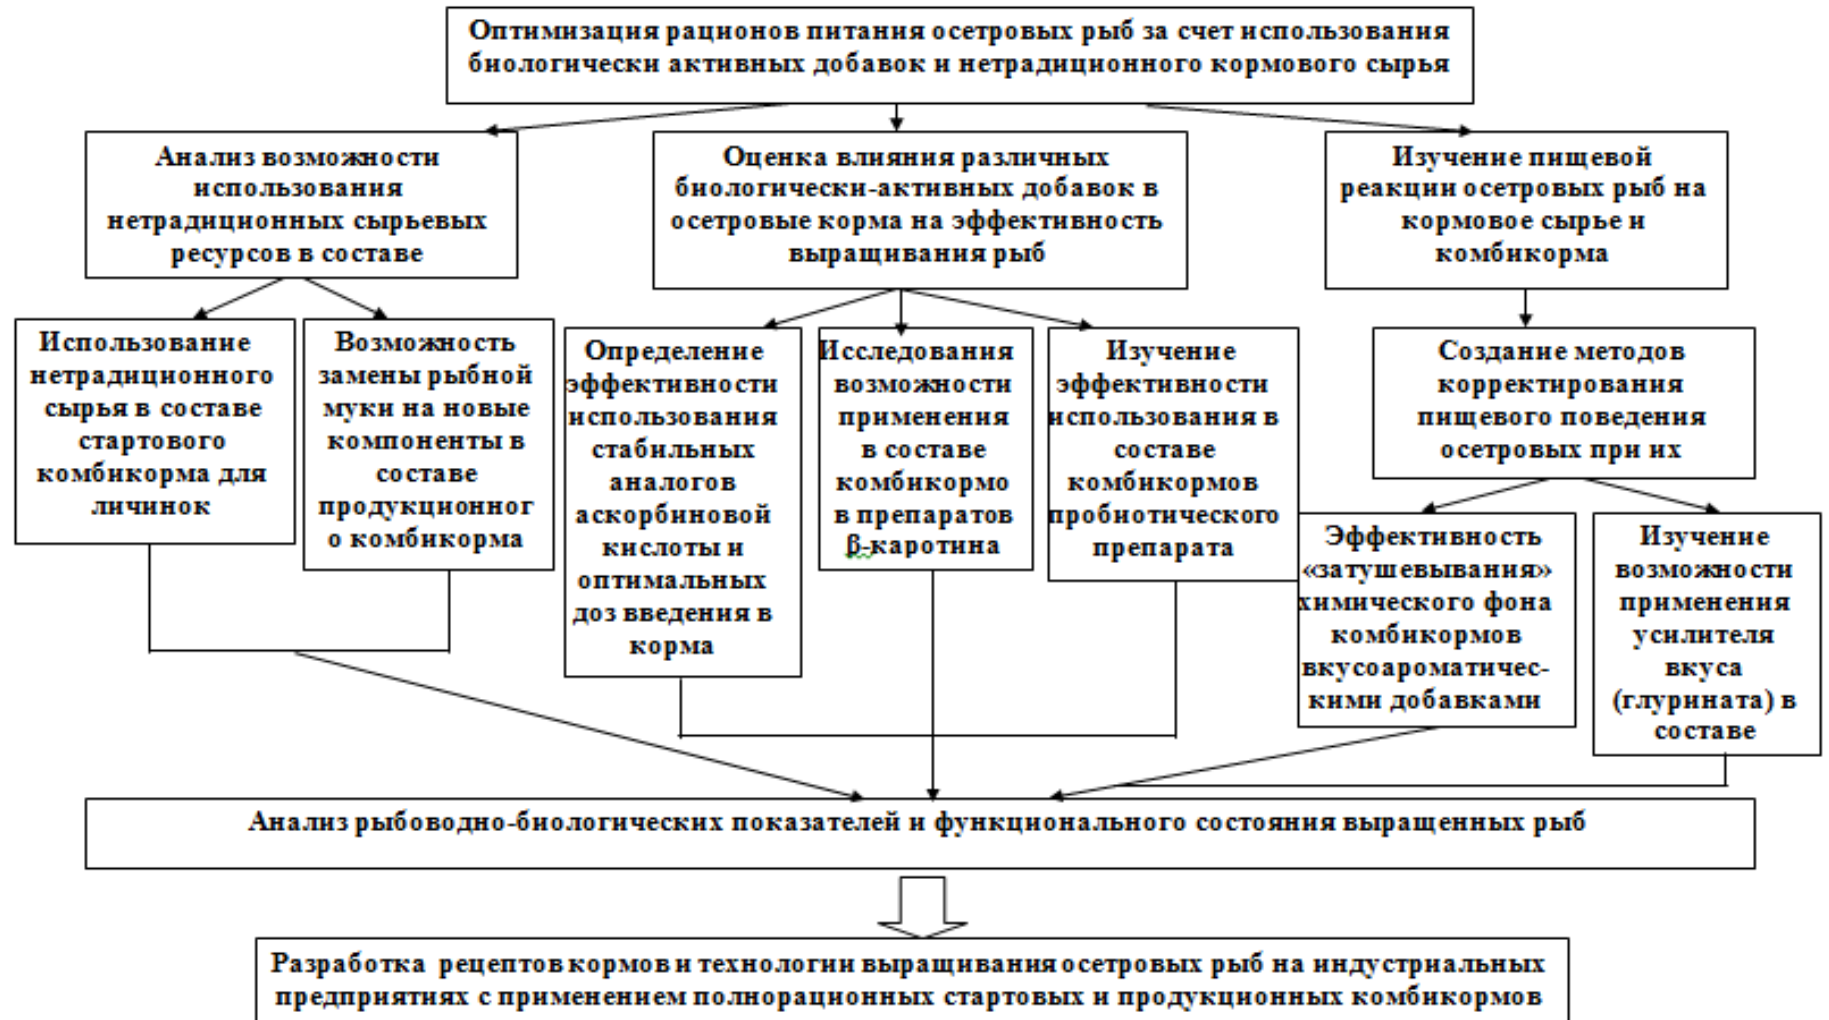 Оптимизация рационов питания осетровых рыб за счет использования
биологически активных добавок и нетрадиционного кормового сырья
Анализ возможности
использования
нетрадиционных сырьевых
ресурсов в составе
Оценка влияния различных
биологически-активных добавок в
осетровые корма на эффективность
выращивания рыб
Изучение пищевой
реакции осетровых рыб на
кормовое сырье и
комбикорма
Использование
нетрадиционного
сырья в составе
стартового
комбикорма для
личинок
Возможность
замены рыбной
муки на новые
компоненты в
составе
продукционног
о комбикорма
Определение
эффективности
использования
стабильных
аналогов
аскорбиновой
кислоты и
оптимальных
доз введения в
корма
Исследования
возможности
применения
в составе
комбикормо
в препаратов
β-каротина
Изучение
эффективности
использования в
составе
комбикормов
пробиотического
препарата
Создание методов
корректирования
пищевого поведения
осетровых при их
Эффективность
«затушевывания»
химического фона
комбикормов
вкусоароматичес-
кими добавками
Изучение
возможности
применения
усилителя
вкуса
(глурината) в
составе
Анализ рыбоводно-биологических показателей и функционального состояния выращенных рыб
Разработка рецептов кормов и технологии выращивания осетровых рыб на индустриальных
предприятиях с применением полнорационных стартовых и продукционных комбикормов